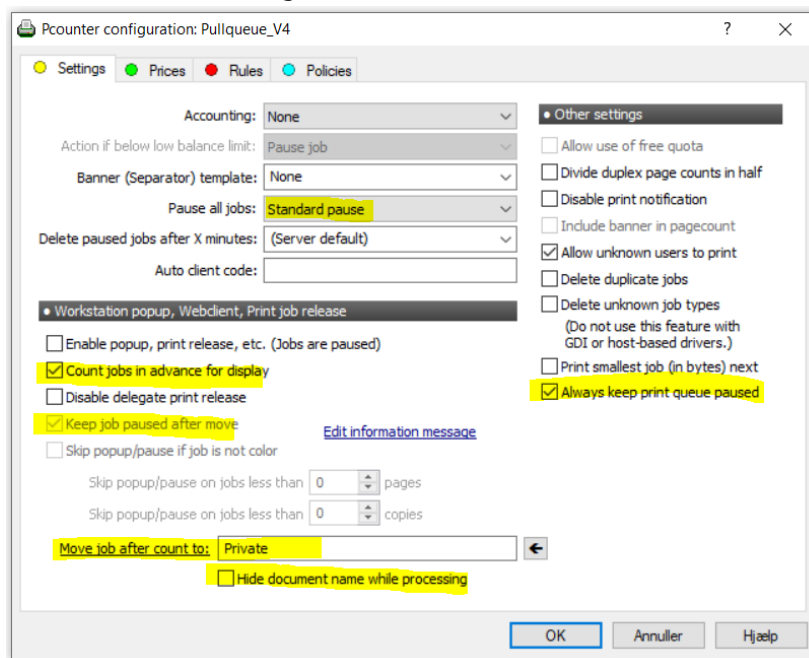 Pcounter configuration: Pullqueue_V4
?
Settings
Prices
Rules
Policies
Accounting: None
Action if below low balance limit: Pause job
Banner (Separator) template: None
Pause all jobs: Standard pause
Delete paused jobs after X minutes: (Server default)
Auto client code:
• Workstation popup, Webclient, Print job release
Enable popup, print release, etc. (Jobs are paused)
Count jobs in advance for display
Disable delegate print release
Keep job paused after move
Edit information message
Skip popup/pause if job is not color
Skip popup/pause on jobs less than 0 pages
Skip popup/pause on jobs less than 0 copies
Move job after count to: Private
Hide document name while processing
• Other settings
Allow use of free quota
Divide duplex page counts in half
Disable print notification
Include banner in pagecount
Allow unknown users to print
Delete duplicate jobs
Delete unknown job types
(Do not use this feature with
GDI or host-based drivers.)
Print smallest job (in bytes) next
Always keep print queue paused
OK
Annuller
Hjælp